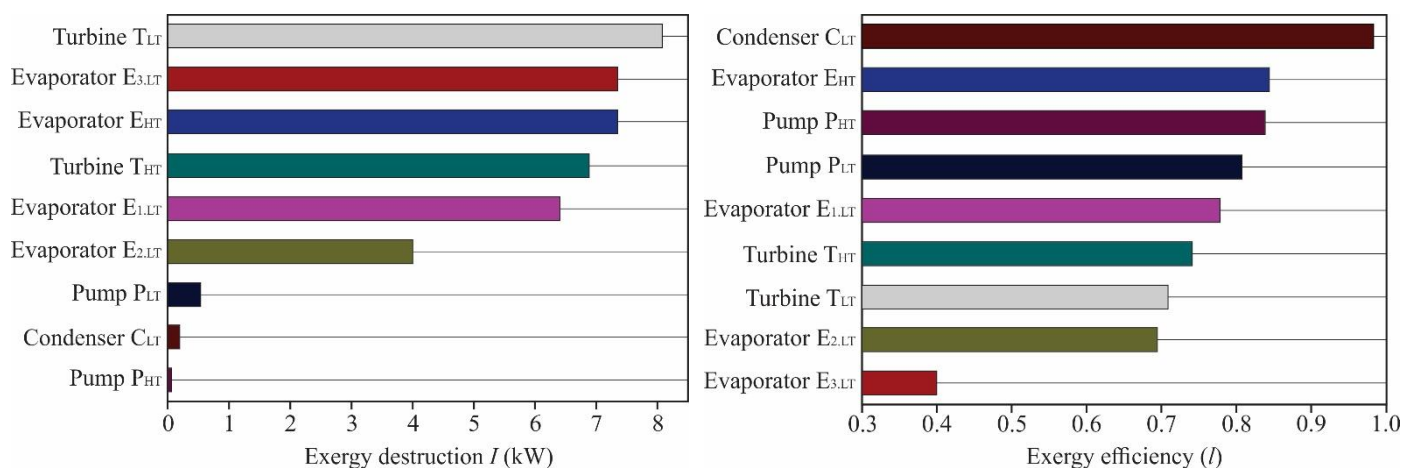 Turbine TLT
Evaporator E3.LT
Evaporator EHT
Turbine THT
Evaporator E1.LT
Evaporator E2.LT
Pump PLT
Condenser CLT
Pump PHT
0 1 2 3 4 5 6 7 8
Exergy destruction I (kW)
Condenser CLT
Evaporator EHT
Pump PHT
Pump PLT
Evaporator E1.LT
Turbine THT
Turbine TLT
Evaporator E2.LT
Evaporator E3.LT
0.3 0.4 0.5 0.6 0.7 0.8 0.9 1.0
Exergy efficiency (l)